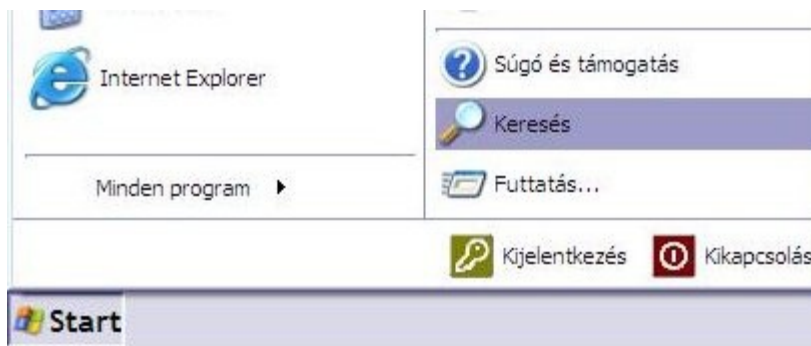 Internet Explorer
Minden program
Súgó és támogatás
Keresés
Futtatás...
Kijelentkezés
Kikapcsolás
Start